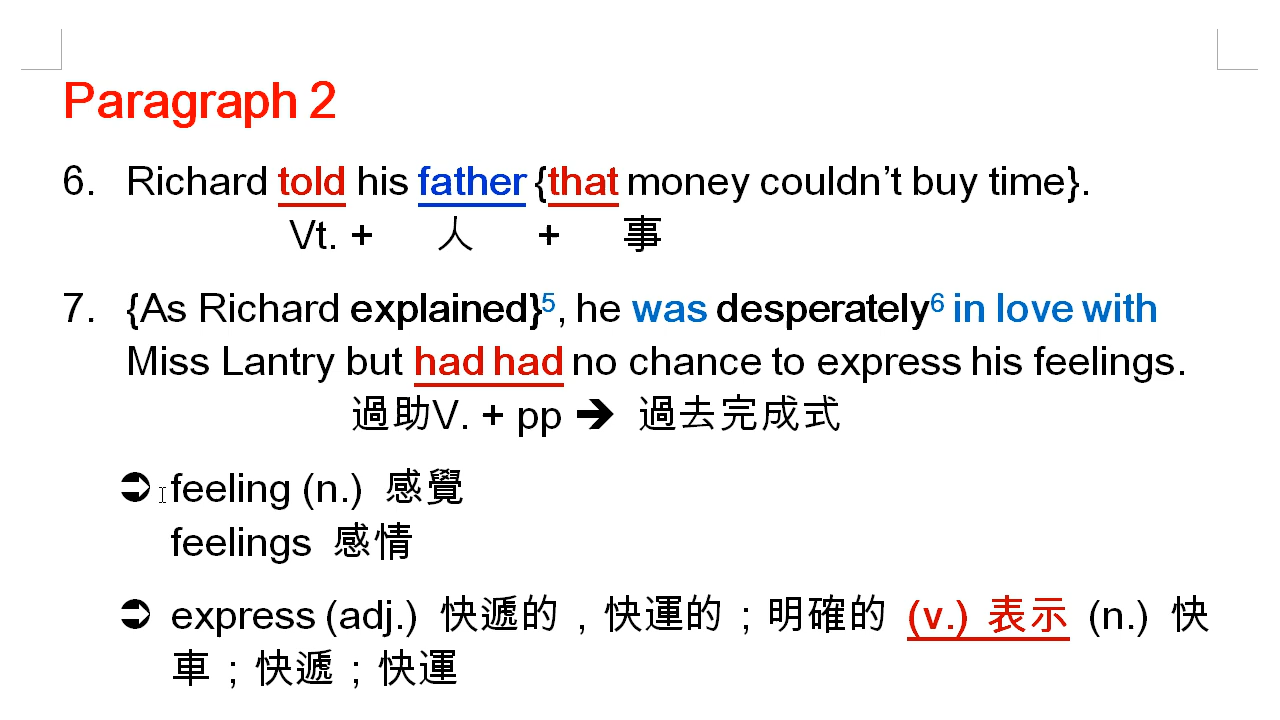 Paragraph 2
6. Richard told his father {that money couldn’t buy time}.
Vt. + 人 + 事
7. {As Richard explained}5, he was desperately6 in love with
Miss Lantry but had had no chance to express his feelings.
過助V. + pp ➔ 過去完成式
➲ feeling (n.) 感覺
feelings 感情
➲ express (adj.) 快遞的，快運的；明確的 (v.) 表示 (n.) 快
車；快遞；快運